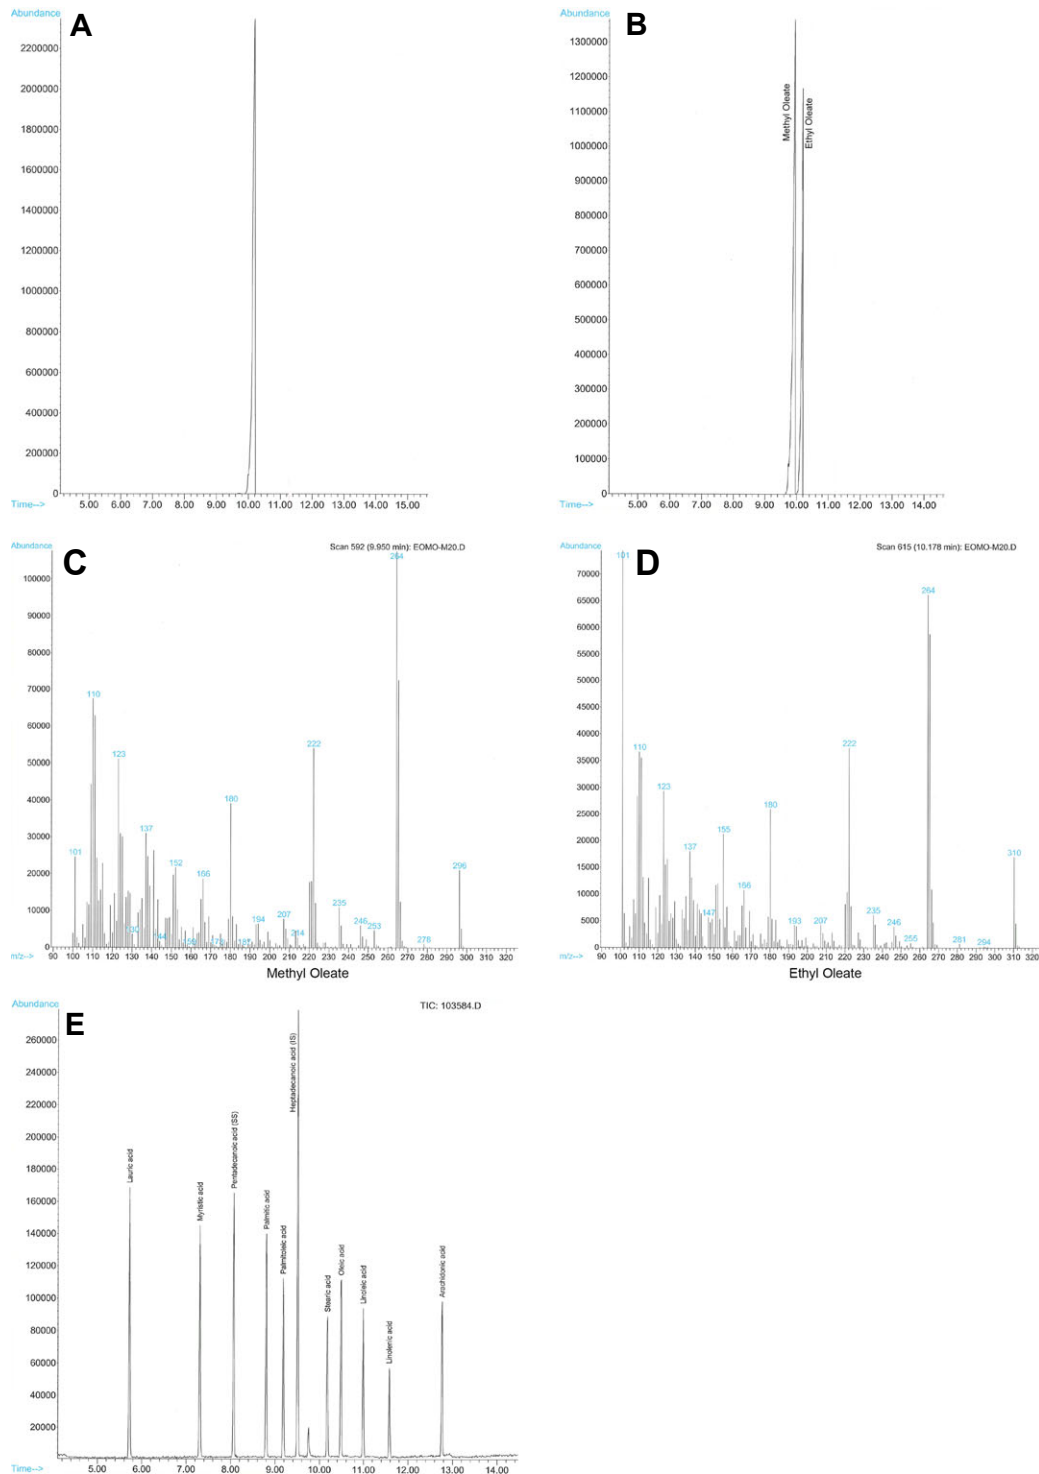 Abundance
A
2200000
2000000
1800000
1600000
1400000
1200000
1000000
800000
600000
400000
200000
0
Time--> 5.00 6.00 7.00 8.00 9.00 10.00 11.00 12.00 13.00 14.00 15.00
Abundance
B
1300000
1200000
1100000
1000000
900000
800000
700000
600000
500000
400000
300000
200000
100000
0
Methyl Oleate
Ethyl Oleate
Time--> 5.00 6.00 7.00 8.00 9.00 10.00 11.00 12.00 13.00 14.00
Abundance
Scan 592 (9.950 min): EOMO-M20.D
C
100000
90000
80000
70000
60000
50000
40000
30000
20000
10000
0
101 110 123 137 152 166 180 194 207 222 235 246 253 264 278 296
m/z--> 90 100 110 120 130 140 150 160 170 180 190 200 210 220 230 240 250 260 270 280 290 300 310 320
Methyl Oleate
Abundance
Scan 615 (10.178 min): EOMO-M20.D
D
70000
65000
60000
55000
50000
45000
40000
35000
30000
25000
20000
15000
10000
5000
0
101 110 123 137 147 155 166 180 193 207 222 235 246 255 264 281 294 310
m/z--> 90 100 110 120 130 140 150 160 170 180 190 200 210 220 230 240 250 260 270 280 290 300 310 320
Ethyl Oleate
Abundance
TIC: 103584.D
E
260000
240000
220000
200000
180000
160000
140000
120000
100000
80000
60000
40000
20000
Lauric acid
Myristic acid
Pentadecanoic acid (SS)
Palmitic acid
Palmitoleic acid
Heptadecanoic acid (IS)
Stearic acid
Oleic acid
Linoleic acid
Linolenic acid
Arachidonic acid
Time--> 5.00 6.00 7.00 8.00 9.00 10.00 11.00 12.00 13.00 14.00